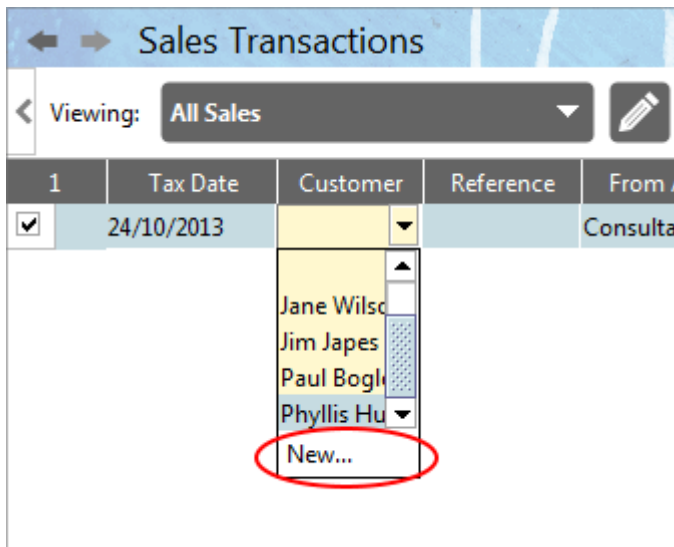 Sales Transactions
Viewing: All Sales
1 Tax Date Customer Reference From
24/10/2013 Consulta
Jane Wilsc
Jim Japes
Paul Bogl
Phyllis Hu
New...